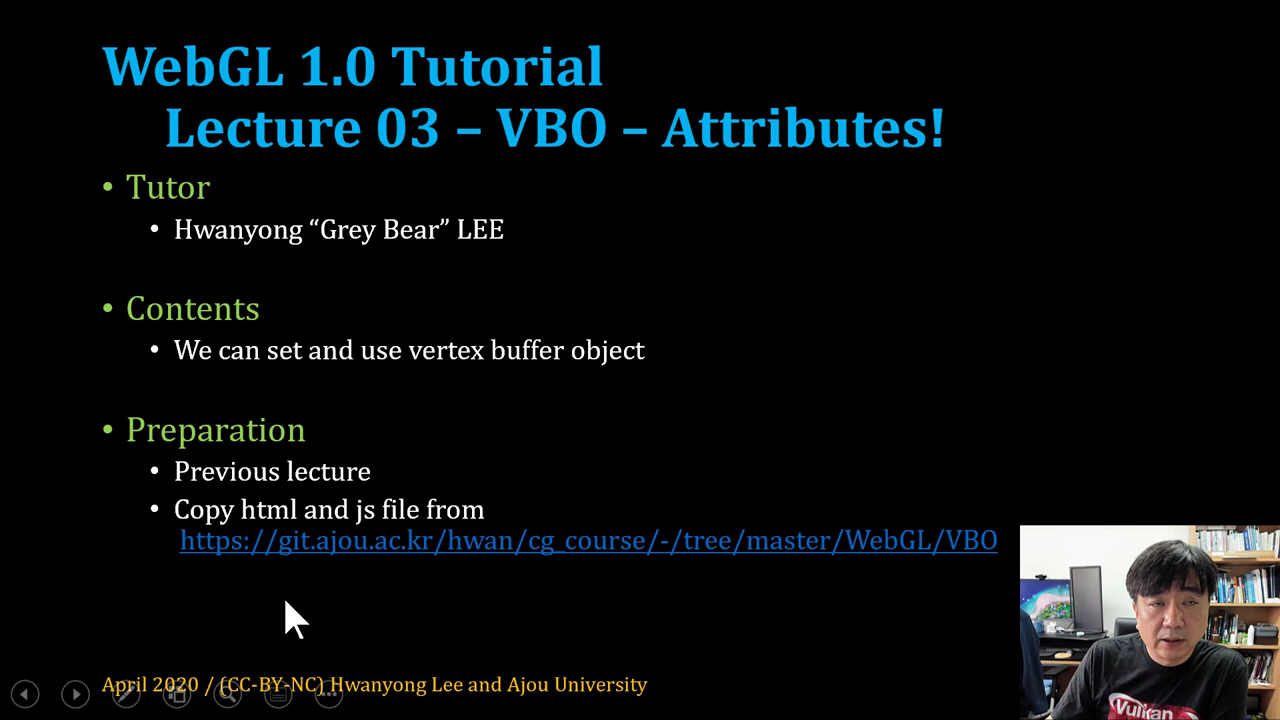 WebGL 1.0 Tutorial
Lecture 03 – VBO – Attributes!
• Tutor
• Hwanyong “Grey Bear” LEE
• Contents
• We can set and use vertex buffer object
• Preparation
• Previous lecture
• Copy html and js file from
https://git.ajou.ac.kr/hwan/cg_course/-/tree/master/WebGL/VBO
April 2020 / (CC-BY-NC) Hwanyong Lee and Ajou University
Vulkan